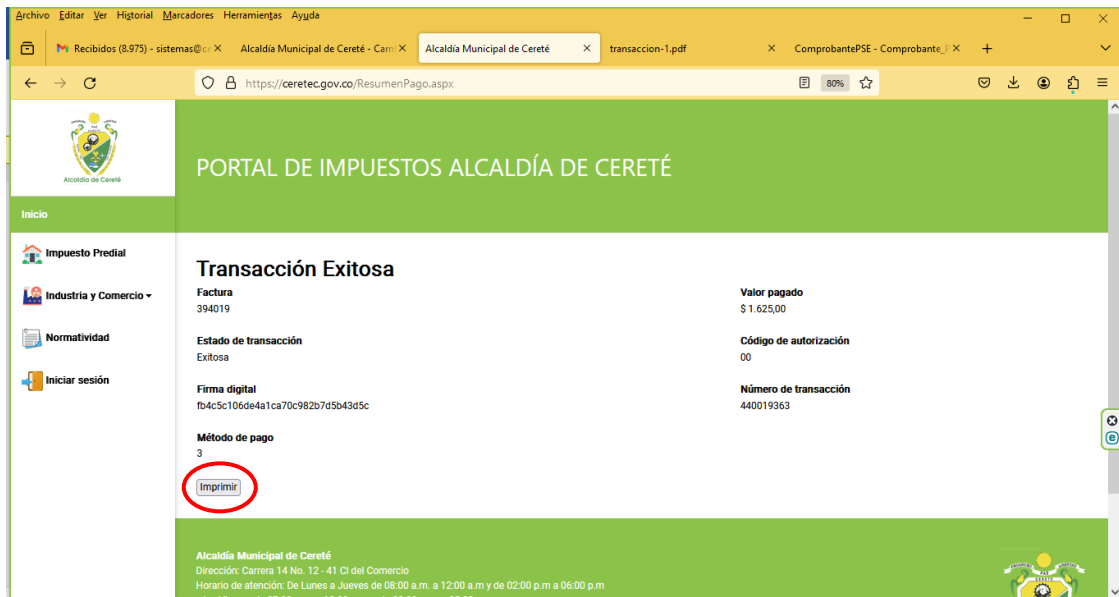 Archivo Editar Ver Historial Marcadores Herramientas Ayuda
Recibidos (8.975) - sistemas@ce
Alcaldía Municipal de Cereté - Cam
Alcaldía Municipal de Cereté
transaccion-1.pdf
ComprobantePSE - Comprobante_P
https://ceretec.gov.co/ResumenPago.aspx
80%
Alcaldía de Cereté
PORTAL DE IMPUESTOS ALCALDÍA DE CERETÉ
Inicio
Impuesto Predial
Industria y Comercio
Normatividad
Iniciar sesión
Transacción Exitosa
Factura
394019
Valor pagado
$ 1.625,00
Estado de transacción
Exitosa
Código de autorización
00
Firma digital
fb4c5c106de4a1ca70c982b7d5b43d5c
Número de transacción
440019363
Método de pago
3
Imprimir
Alcaldía Municipal de Cereté
Dirección: Carrera 14 No. 12 - 41 Cl del Comercio
Horario de atención: De Lunes a Jueves de 08:00 a.m. a 12:00 a.m y de 02:00 p.m a 06:00 p.m